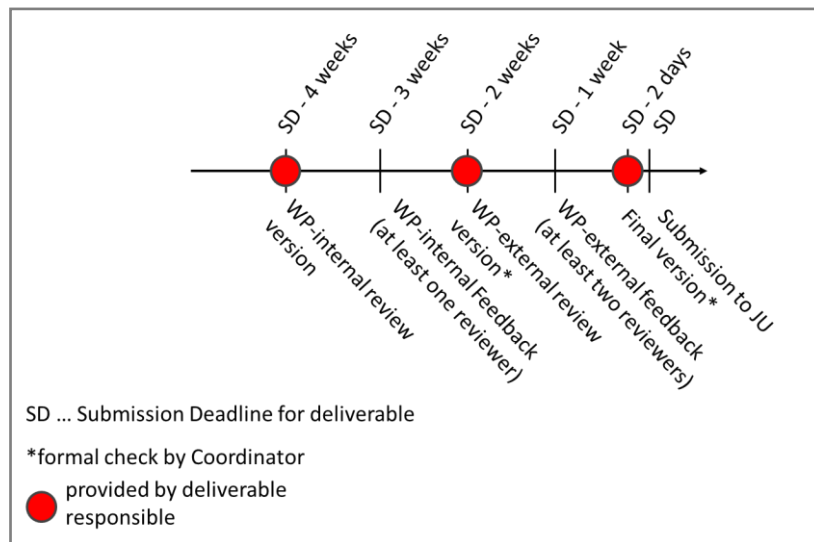 SD - 4 weeks
SD - 3 weeks
SD - 2 weeks
SD - 1 week
SD - 2 days
SD
WP-internal review
version
WP-internal Feedback
(at least one reviewer)
WP-external review
version*
WP-external feedback
(at least two reviewers)
Final version*
Submission to JU
SD ... Submission Deadline for deliverable
*formal check by Coordinator
provided by deliverable
responsible